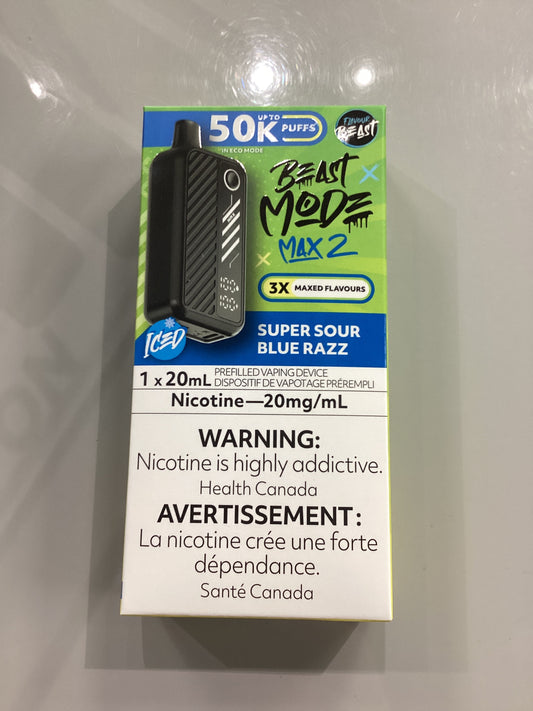 UP TO
50K PUFFS
IN ECO MODE
FLAVOUR
BEAST
BEAST
MODE
MAX 2
3X MAXED FLAVOURS
100
100
ICED
SUPER SOUR
BLUE RAZZ
1 x 20mL PREFILLED VAPING DEVICE
DISPOSITIF DE VAPOTAGE PRÉREMPLI
Nicotine—20mg/mL
WARNING:
Nicotine is highly addictive.
Health Canada
AVERTISSEMENT:
La nicotine crée une forte
dépendance.
Santé Canada